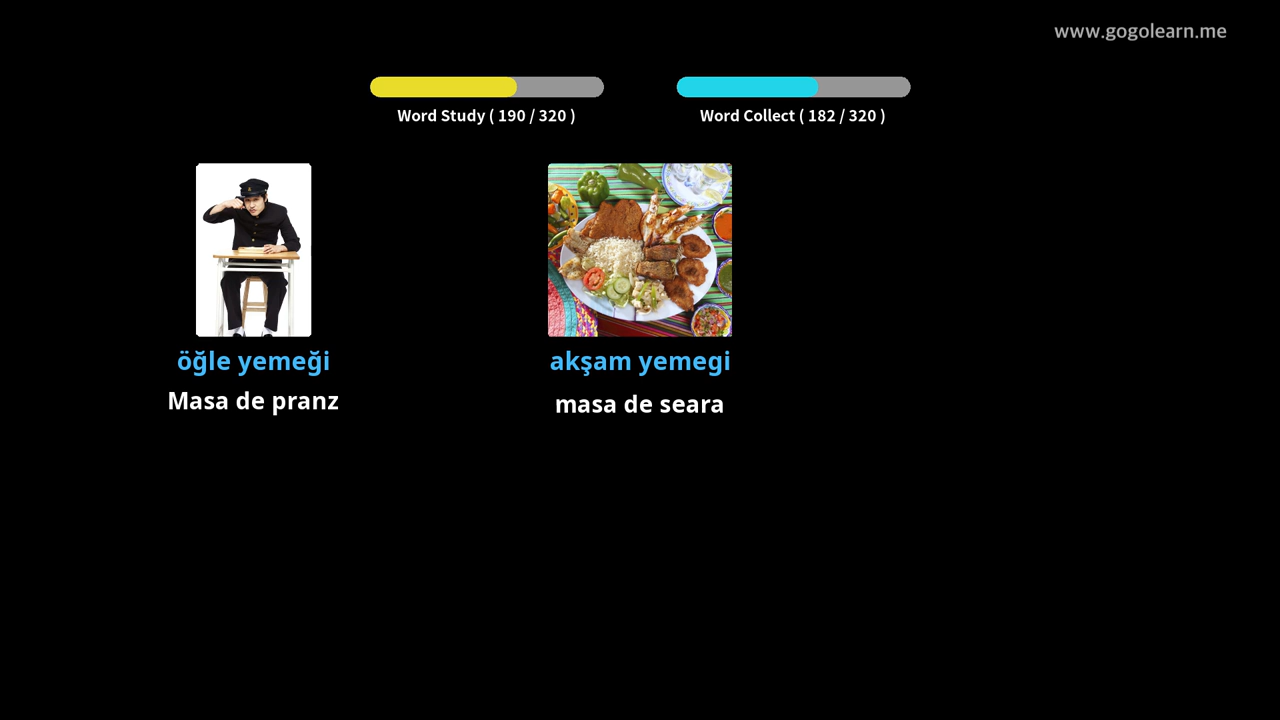 www.gogolearn.me
Word Study ( 190 / 320 )
Word Collect ( 182 / 320 )
öğle yemeği
akşam yemegi
Masa de pranz
masa de seara